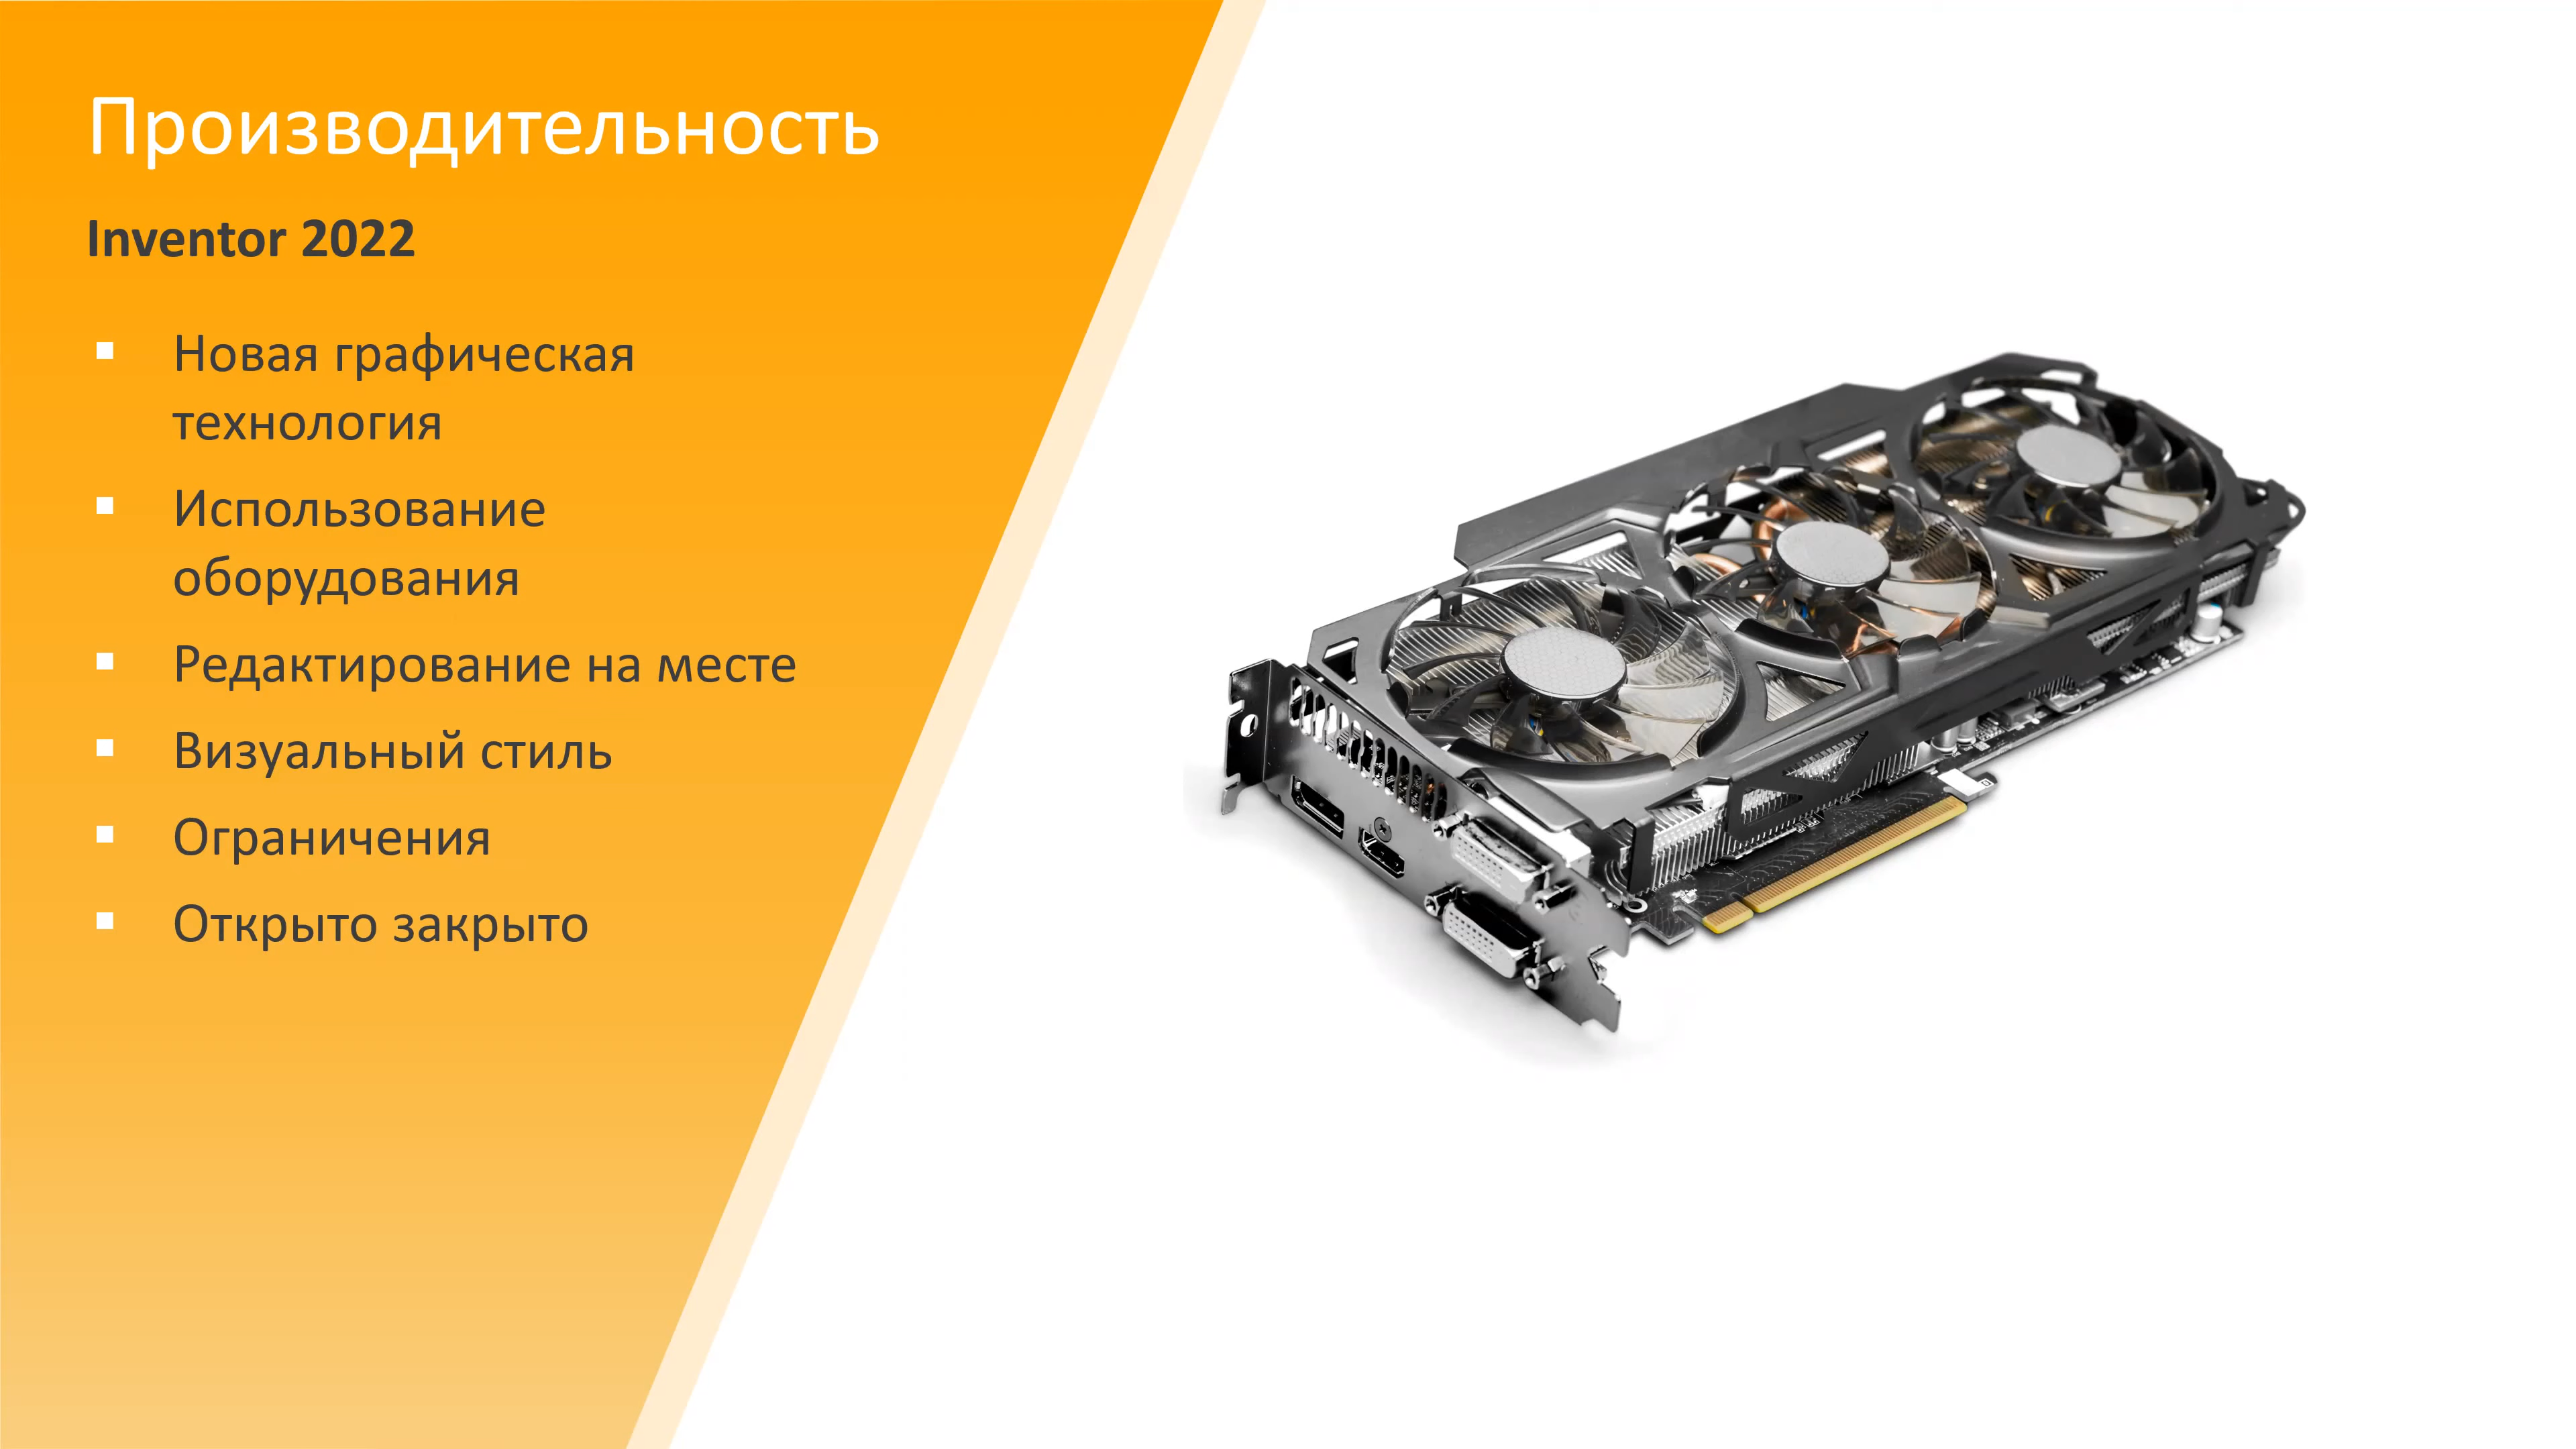 Производительность
Inventor 2022
Новая графическая
технология
Использование
оборудования
Редактирование на месте
Визуальный стиль
Ограничения
Открыто закрыто